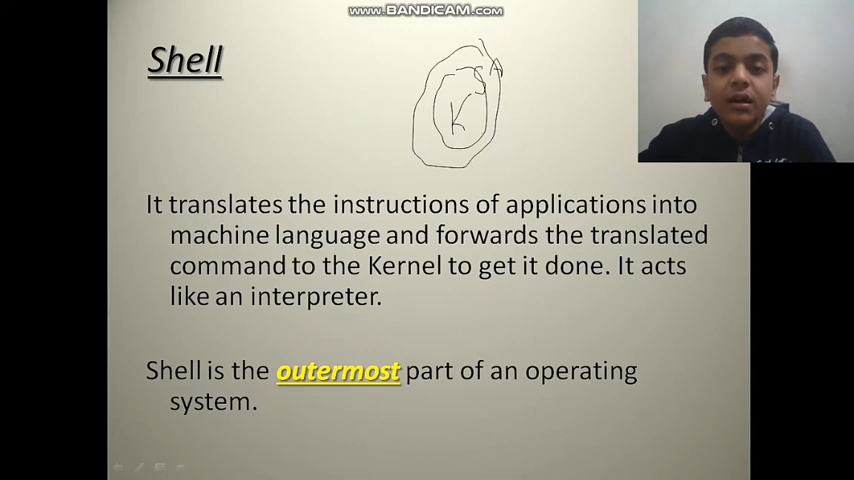 www.BANDICAM.com
Shell
S
A
K
It translates the instructions of applications into
machine language and forwards the translated
command to the Kernel to get it done. It acts
like an interpreter.
Shell is the outermost part of an operating
system.